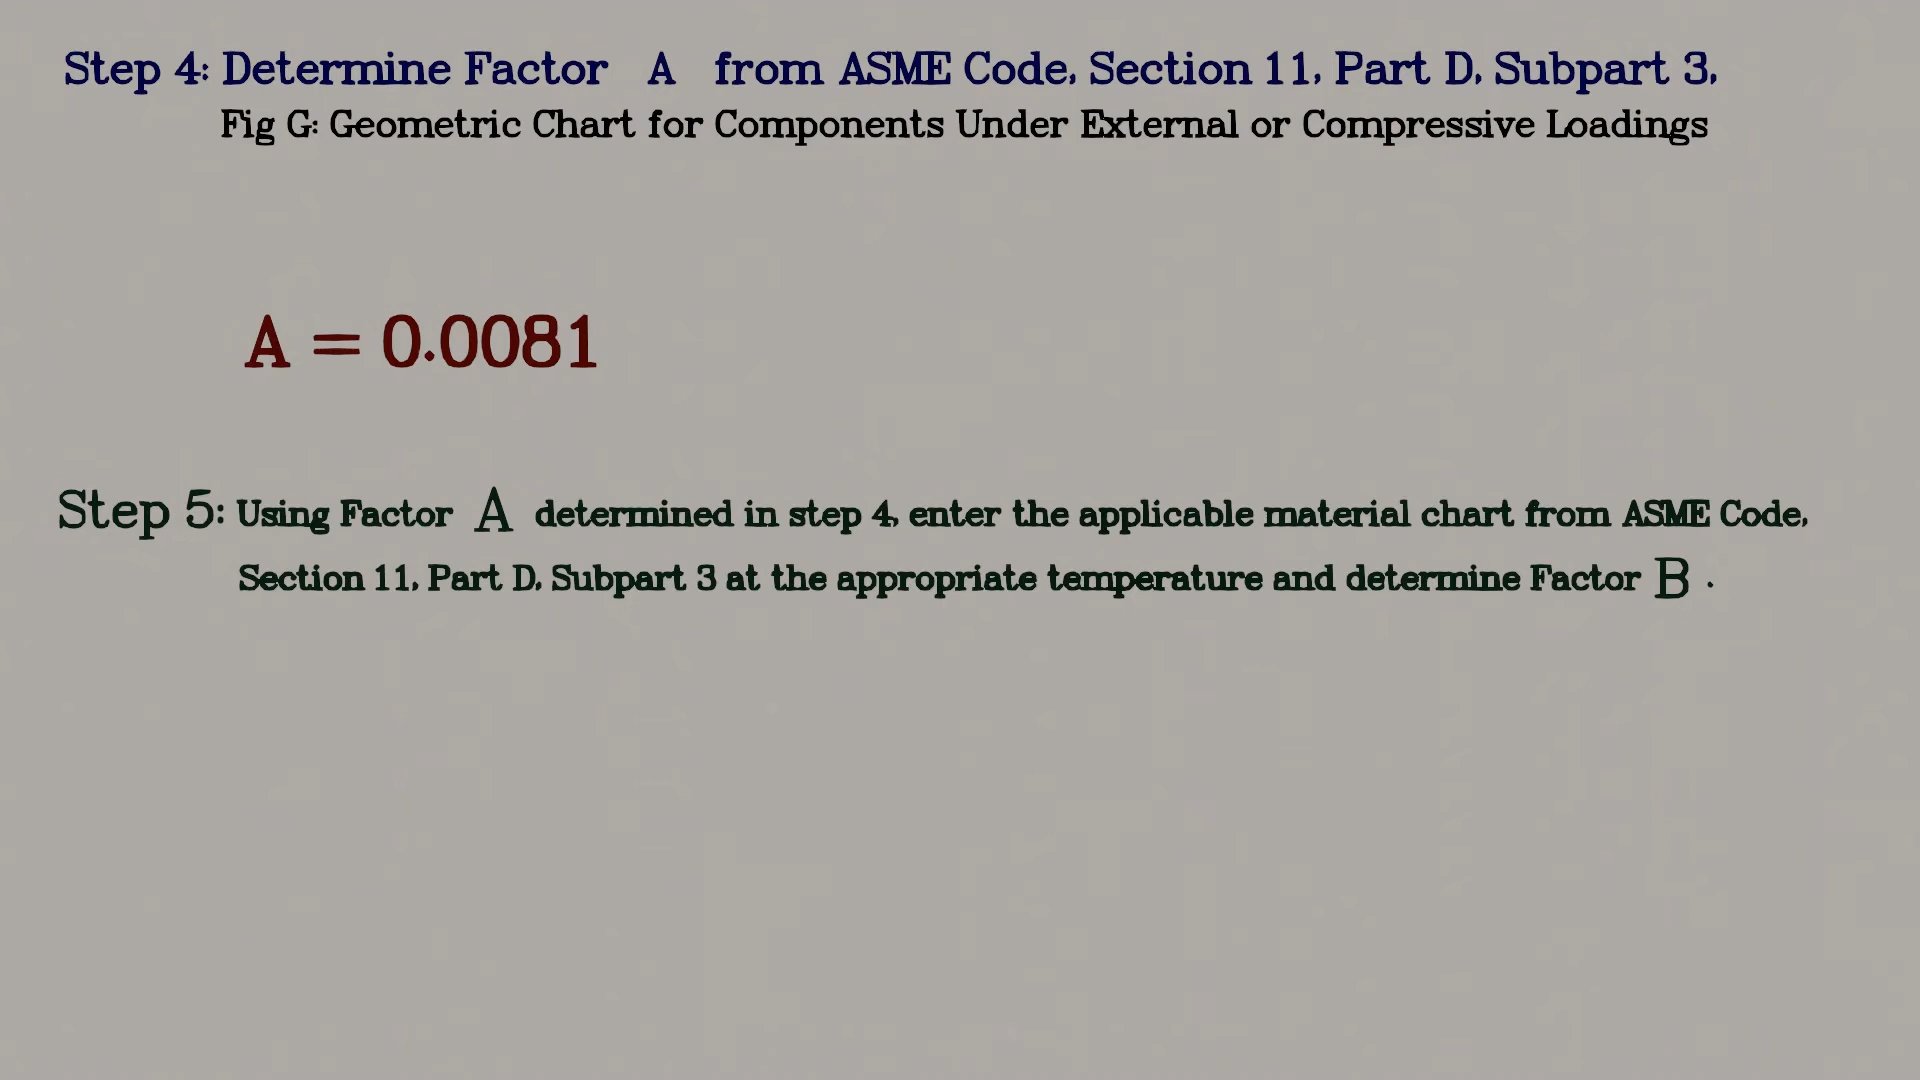 Step 4: Determine Factor A from ASME Code, Section 11, Part D, Subpart 3,
Fig G: Geometric Chart for Components Under External or Compressive Loadings
A = 0.0081
Step 5: Using Factor A determined in step 4, enter the applicable material chart from ASME Code,
Section 11, Part D, Subpart 3 at the appropriate temperature and determine Factor B .